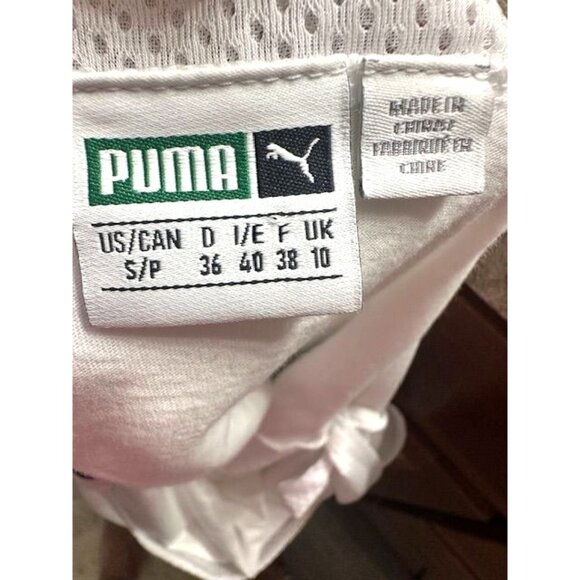 PUMA
US/CAN D I/E F UK
S/P 36 40 38 10
MADE IN
CHINA/
FABRIQUÉ EN
CHINE